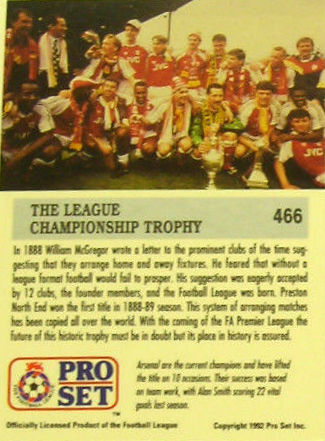 JVC
JVC
THE LEAGUE
CHAMPIONSHIP TROPHY
466
In 1888 William McGregor wrote a letter to the prominent clubs of the time sug-
gesting that they arrange home and away fixtures. He feared that without a
league format football would fail to prosper. His suggestion was eagerly accepted
by 12 clubs, the founder members, and the Football League was born. Preston
North End won the first title in 1888-89 season. This system of arranging matches
has been copied all over the world. With the coming of the FA Premier League the
future of this historic trophy must be in doubt but its place in history is assured.
PRO
SET
TM
Arsenal are the current champions and have lifted
the title on 10 occasions. Their success was based
on team work, with Alan Smith scoring 22 vital
goals last season.
Officially Licensed Product of the Football League
Copyright 1992 Pro Set Inc.